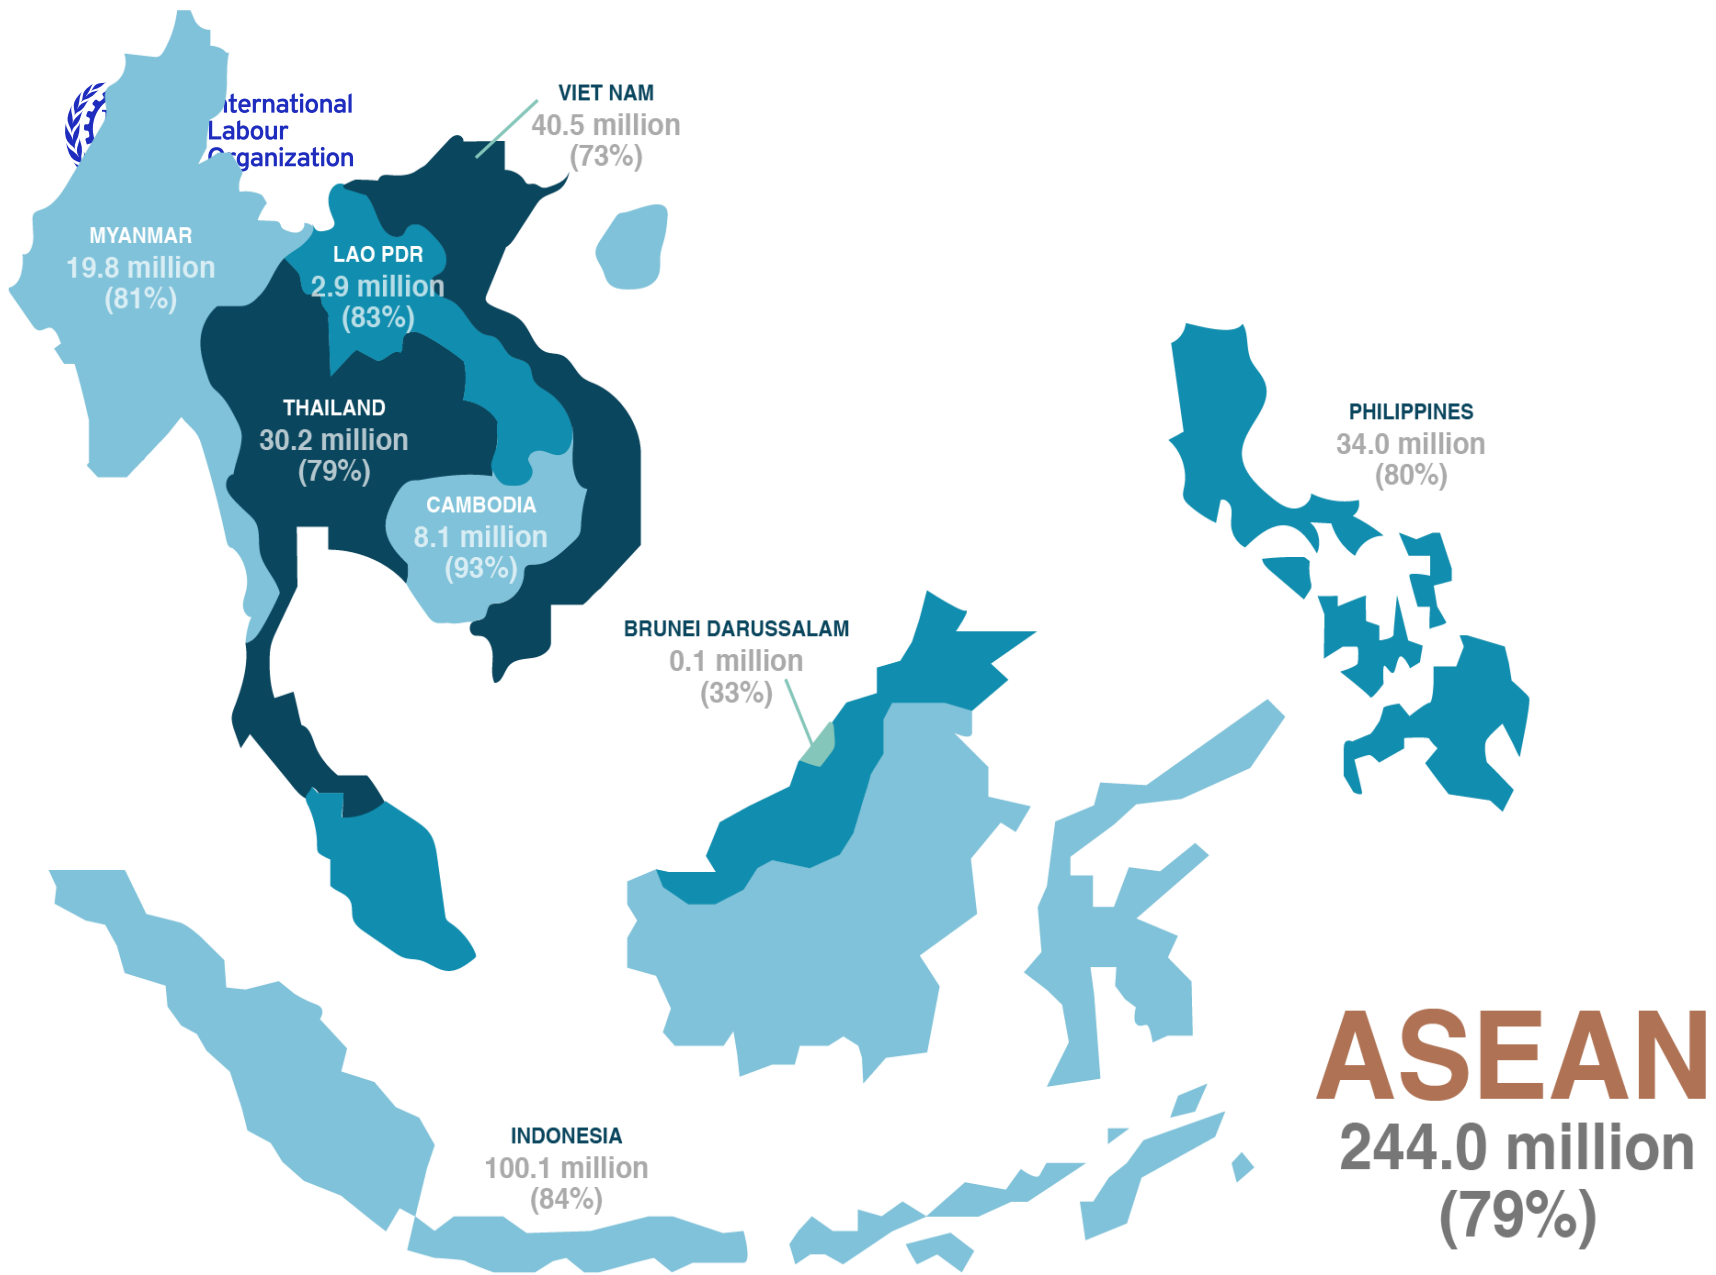 International
Labour
Organization
VIET NAM
40.5 million
(73%)
MYANMAR
19.8 million
(81%)
LAO PDR
2.9 million
(83%)
THAILAND
30.2 million
(79%)
CAMBODIA
8.1 million
(93%)
PHILIPPINES
34.0 million
(80%)
BRUNEI DARUSSALAM
0.1 million
(33%)
INDONESIA
100.1 million
(84%)
ASEAN
244.0 million
(79%)